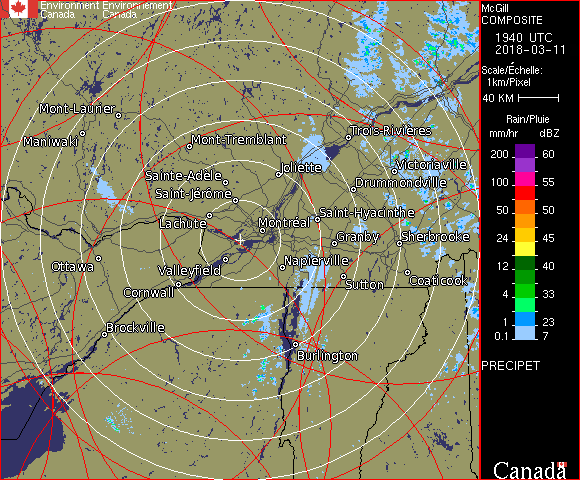 Environment Environnement
Canada Canada
McGill
COMPOSITE
1940 UTC
2018-03-11
Scale/Échelle:
1km/Pixel
40 KM
Rain/Pluie
mm/hr dBZ
200 60
100 55
50 50
24 45
12 40
4 33
1 23
0.1 7
PRECIPET
Canada
Mont-Laurier
Maniwaki
Mont-Tremblant
Trois-Rivières
Sainte-Adèle
Joliette
Victoriaville
Saint-Jérôme
Drummondville
Lachute
Montréal
Saint-Hyacinthe
Granby
Sherbrooke
Ottawa
Valleyfield
Napierville
Cornwall
Sutton
Coaticook
Brockville
Burlington